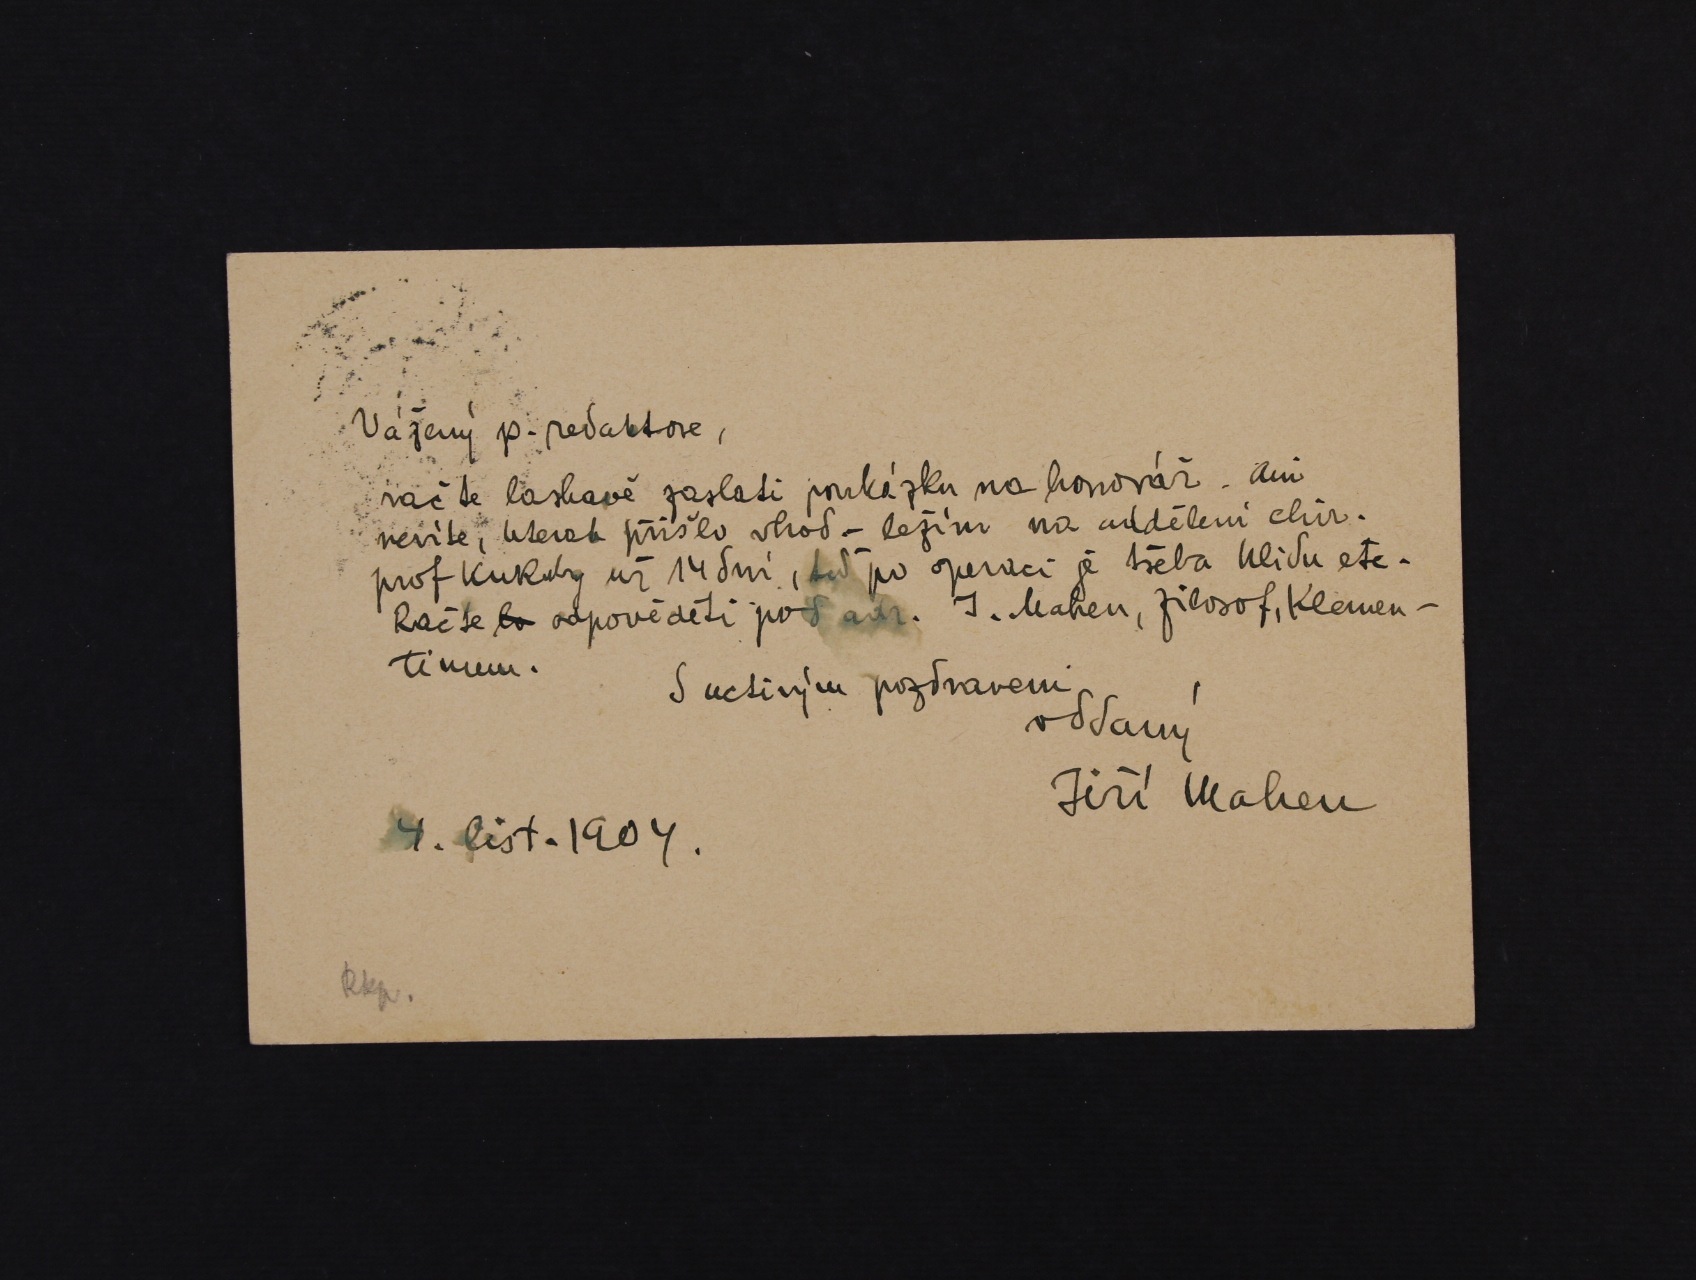 Vážený p. redaktore,
račte laskavě zaslati poukázku na honorář. Ani
nevíte, kterak přišlo vhod – ležím na oddělení chir.
prof Kukuly už 14 dní, teď po operaci je třeba klidu etc.
Račte odpověděti pod adr. J. Mahen, filosof, Klemen-
tinum.
S uctivým pozdravem
oddaný
Jiří Mahen
4. list. 1904.
Rkp.